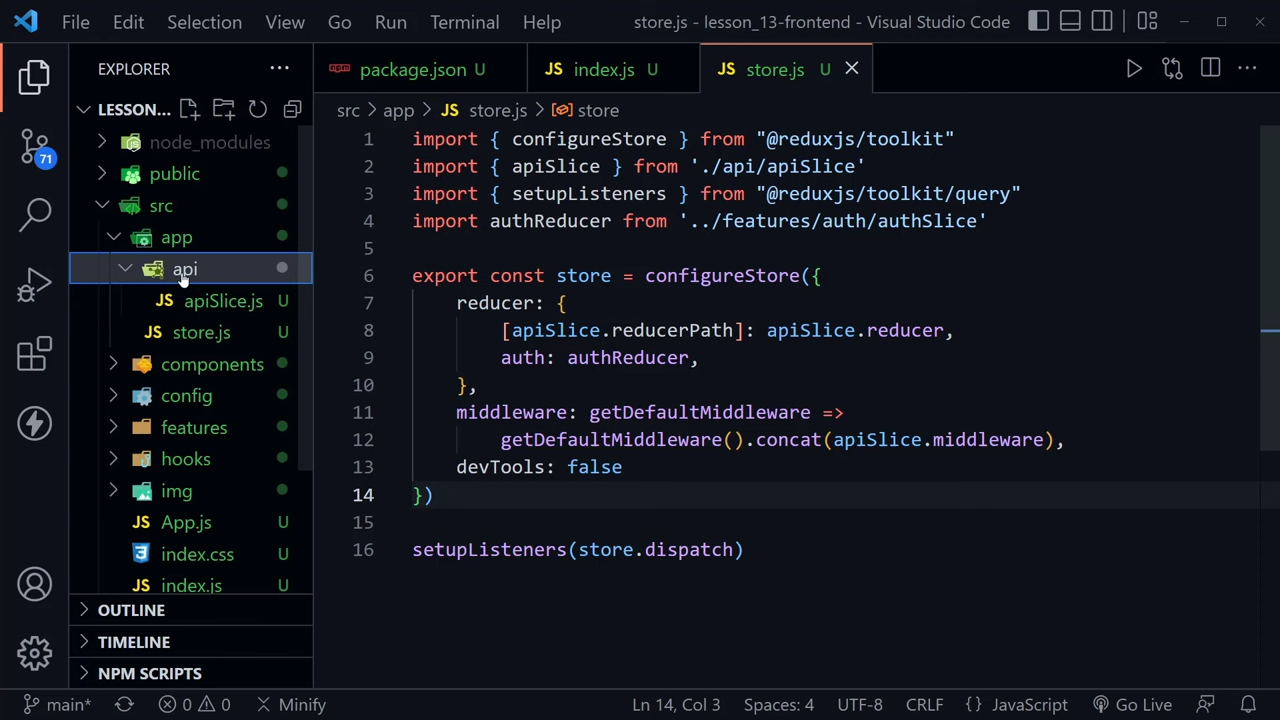 File Edit Selection View Go Run Terminal Help store.js - lesson_13-frontend - Visual Studio Code
EXPLORER ···
package.json U index.js U store.js U
LESSON...
src > app > store.js > store
node_modules
public
src
app
api
apiSlice.js U
store.js U
components
config
features
hooks
img
App.js U
index.css U
index.js U
OUTLINE
TIMELINE
NPM SCRIPTS
71
1 import { configureStore } from "@reduxjs/toolkit"
2 import { apiSlice } from './api/apiSlice'
3 import { setupListeners } from "@reduxjs/toolkit/query"
4 import authReducer from '../features/auth/authSlice'
5
6 export const store = configureStore({
7 reducer: {
8 [apiSlice.reducerPath]: apiSlice.reducer,
9 auth: authReducer,
10 },
11 middleware: getDefaultMiddleware =>
12 getDefaultMiddleware().concat(apiSlice.middleware),
13 devTools: false
14 })
15
16 setupListeners(store.dispatch)
main* 0 0 Minify Ln 14, Col 3 Spaces: 4 UTF-8 CRLF {} JavaScript Go Live